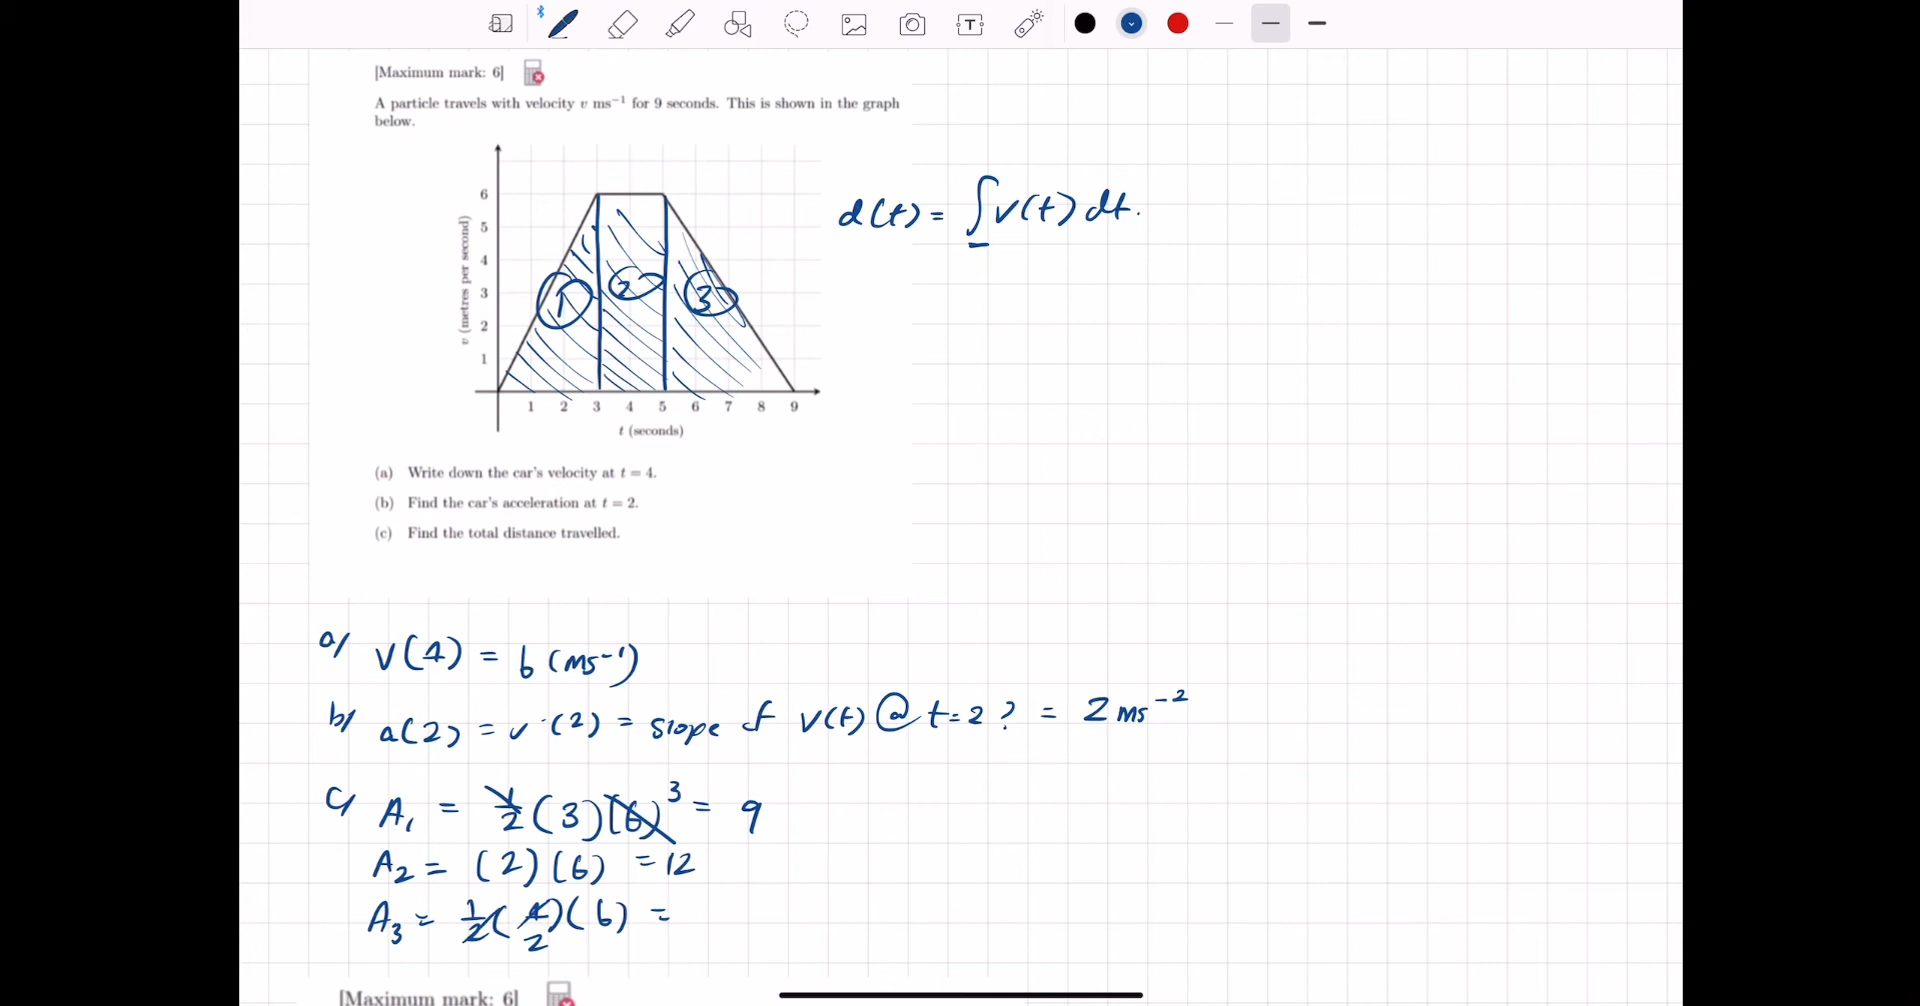 [Maximum mark: 6]
A particle travels with velocity v ms⁻¹ for 9 seconds. This is shown in the graph
below.
6
5
4
3
2
1
v (metres per second)
1 2 3 4 5 6 7 8 9
t (seconds)
① ② ③
d(t) = ∫v(t) dt.
(a) Write down the car's velocity at t = 4.
(b) Find the car's acceleration at t = 2.
(c) Find the total distance travelled.
a/ v(4) = 6 (ms⁻¹)
b/ a(2) = v'(2) = slope of v(t) @ t=2 ? = 2 ms⁻²
c/ A₁ = 1/2 (3)(6) 3 = 9
A₂ = (2)(6) = 12
A₃ = 1/2 (4)(6) =
2
[Maximum mark: 6]